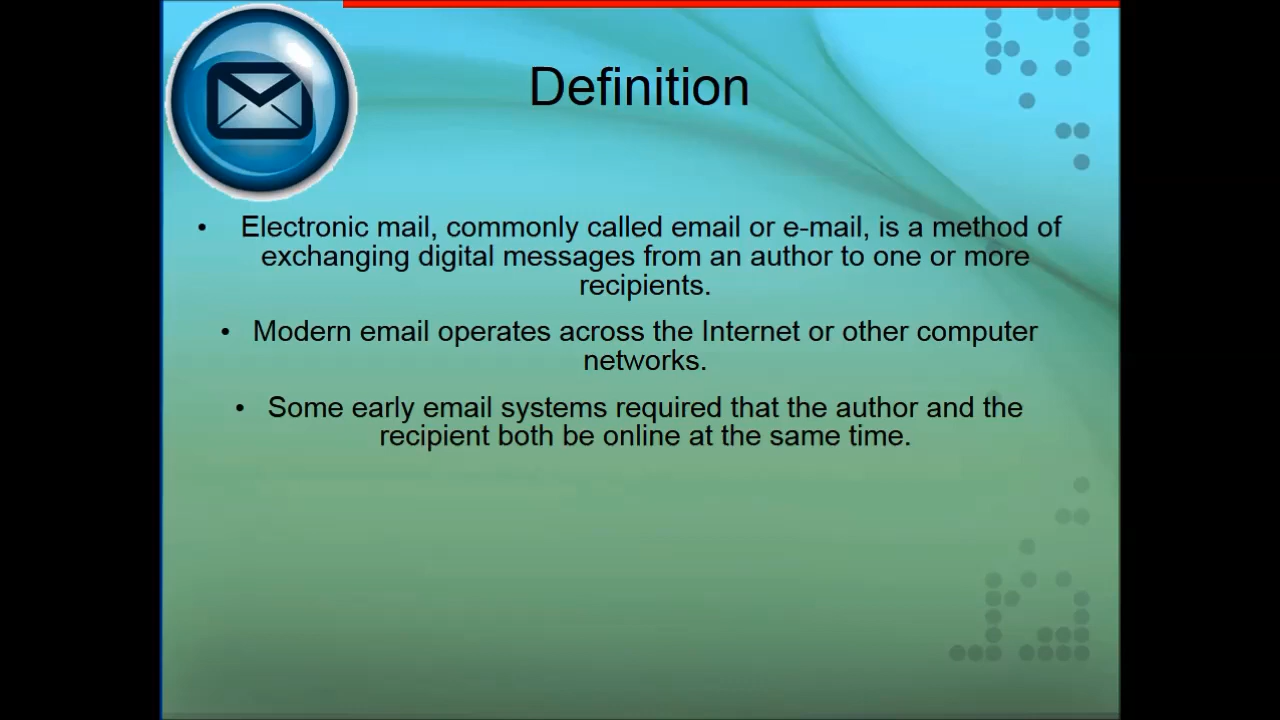 Definition
• Electronic mail, commonly called email or e-mail, is a method of
exchanging digital messages from an author to one or more
recipients.
• Modern email operates across the Internet or other computer
networks.
• Some early email systems required that the author and the
recipient both be online at the same time.